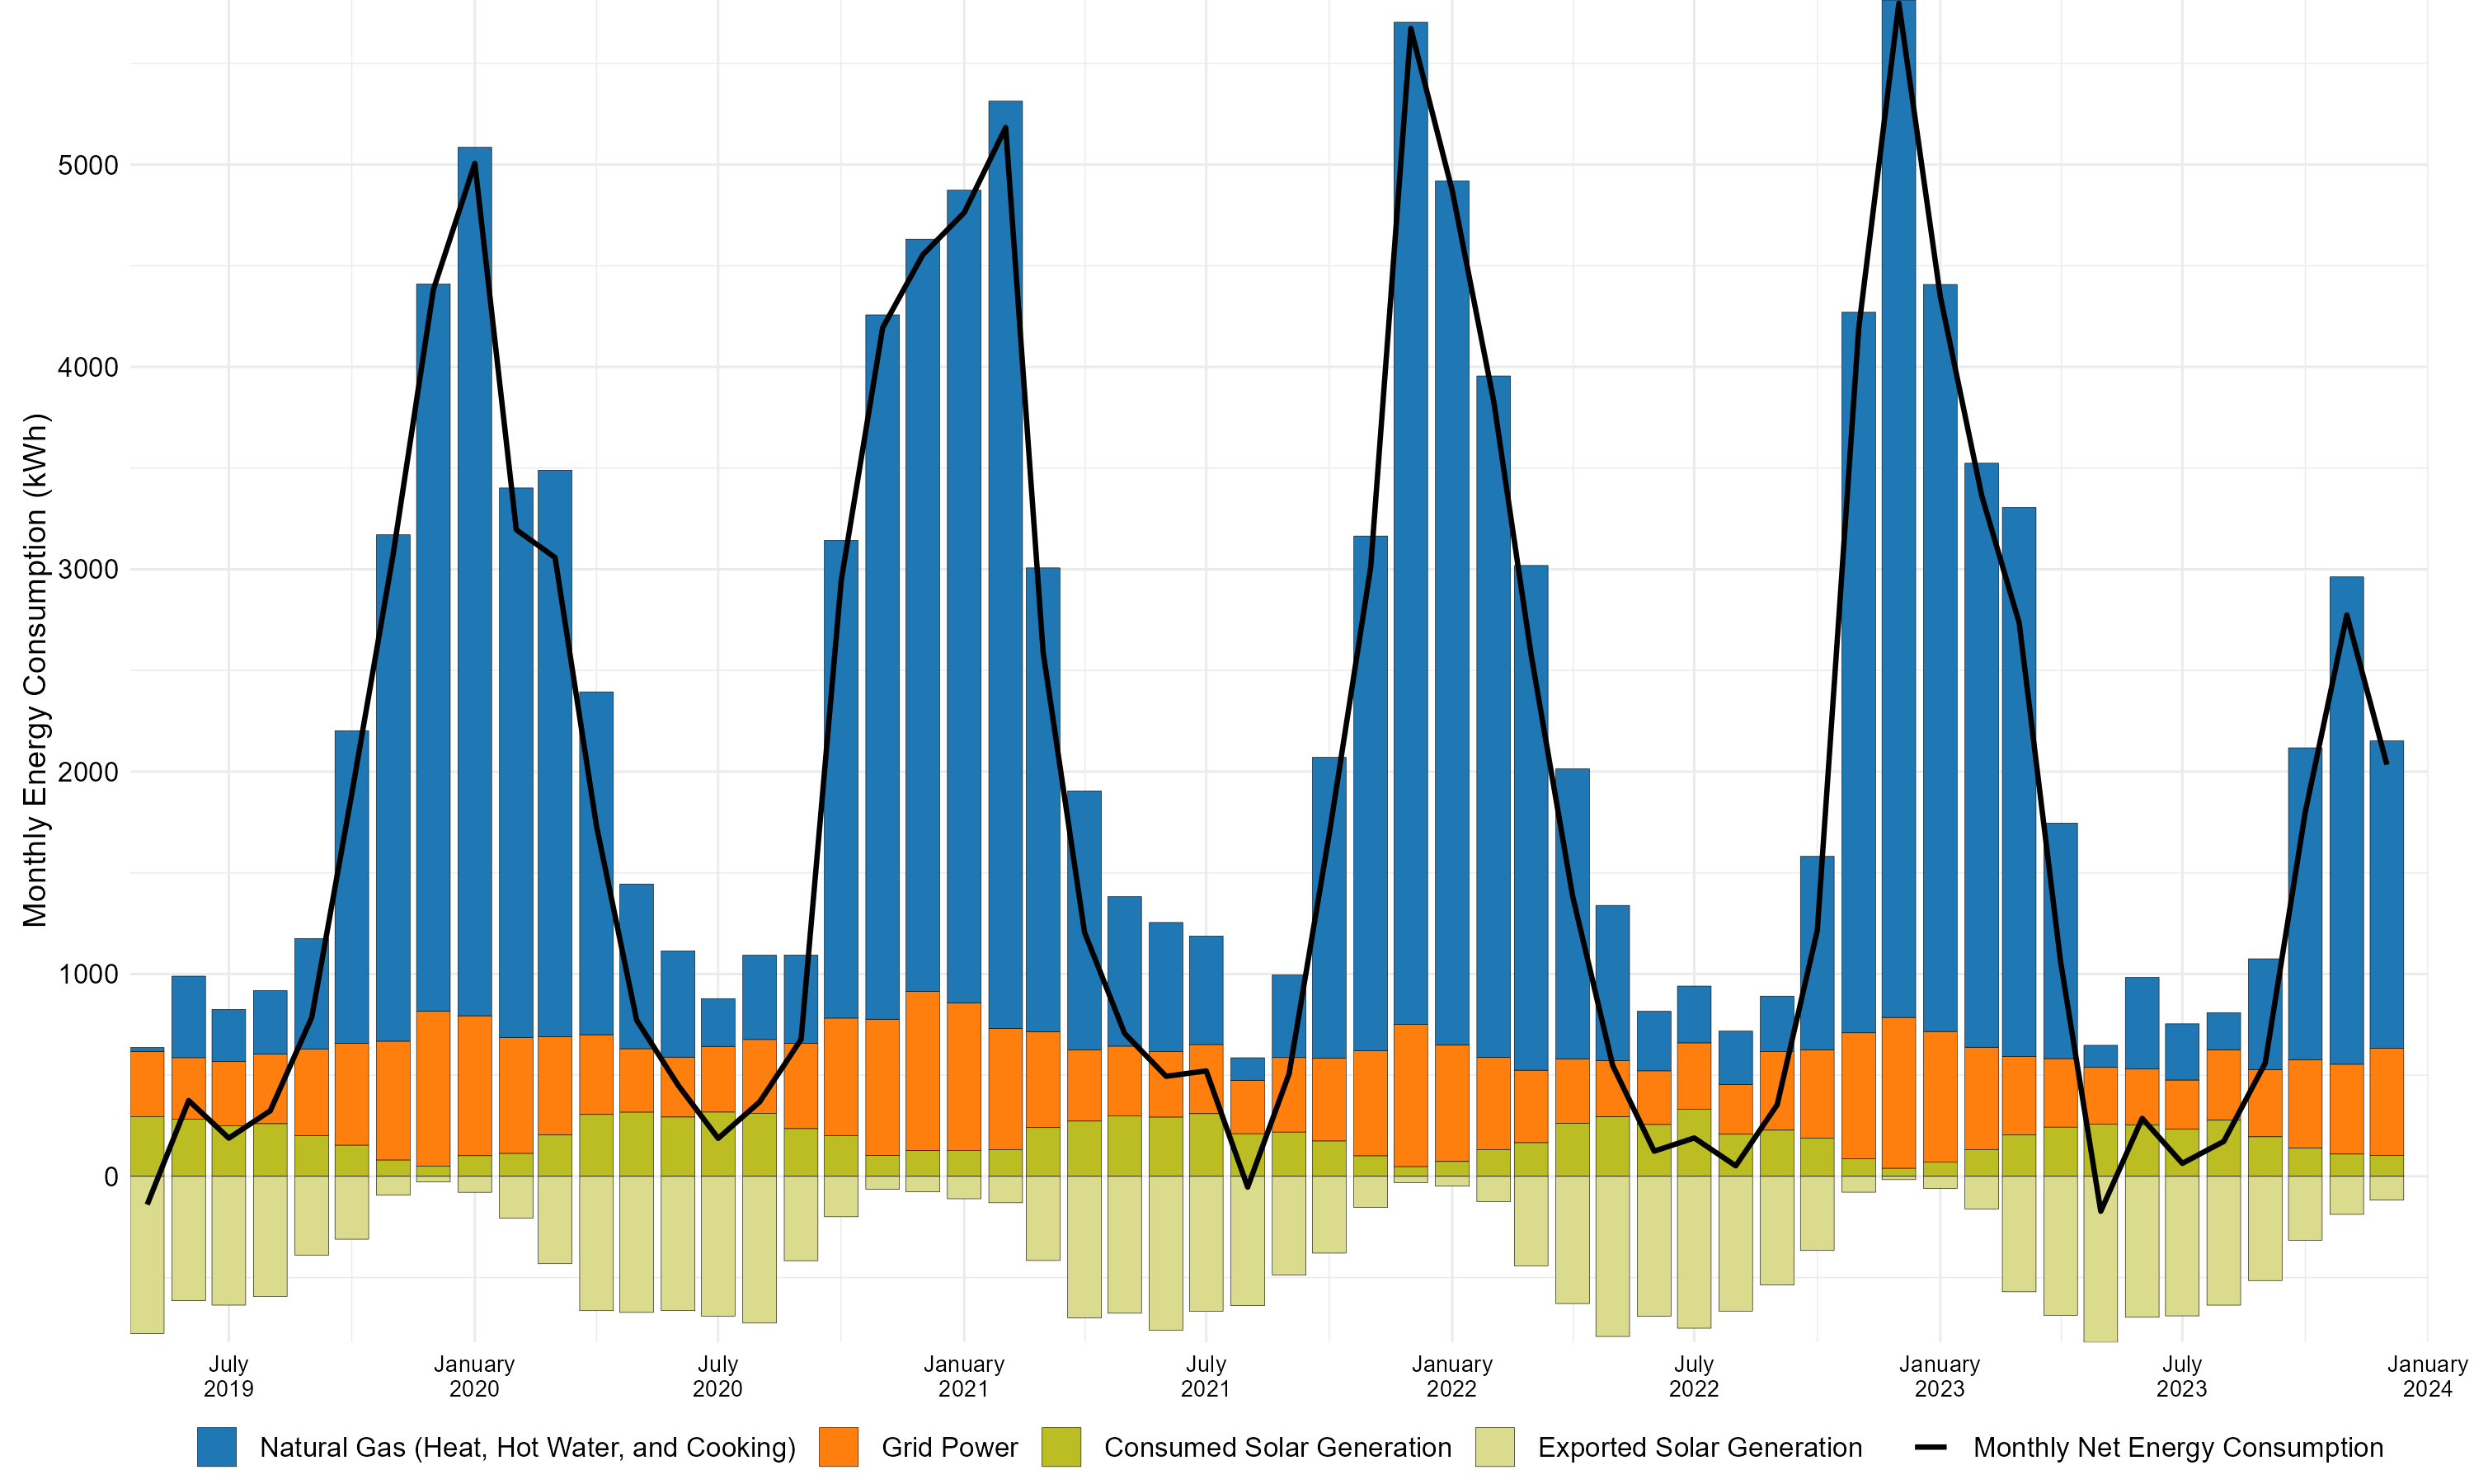 Monthly Energy Consumption (kWh)
5000
4000
3000
2000
1000
0
July
2019
January
2020
July
2020
January
2021
July
2021
January
2022
July
2022
January
2023
July
2023
January
2024
Natural Gas (Heat, Hot Water, and Cooking)
Grid Power
Consumed Solar Generation
Exported Solar Generation
Monthly Net Energy Consumption